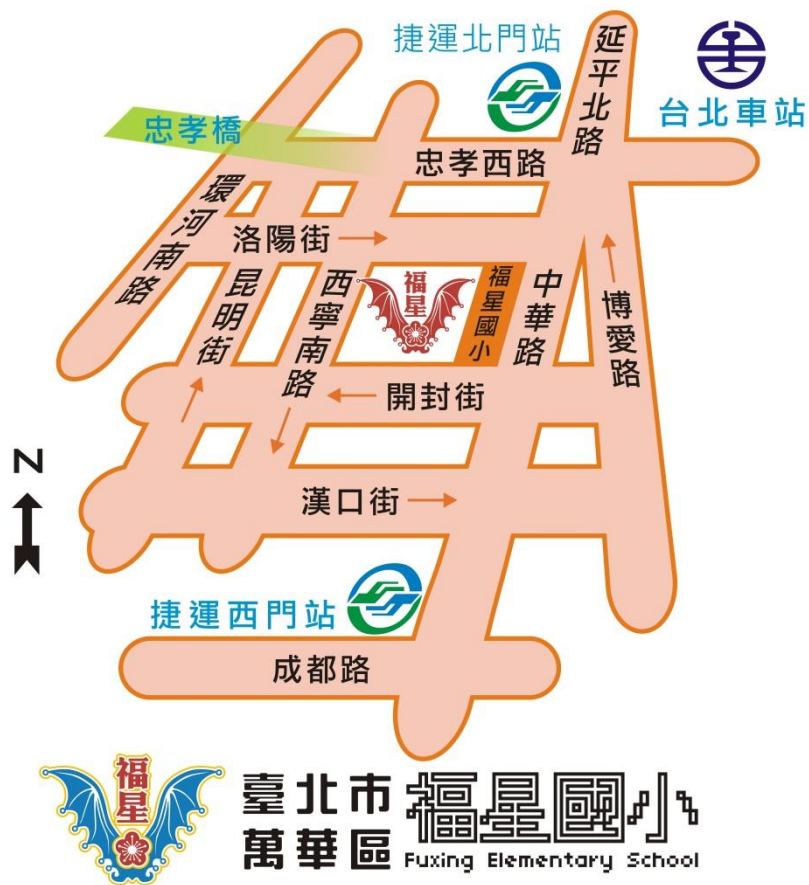 捷運北門站
延平北路
台北車站
忠孝橋
忠孝西路
環河南路
洛陽街
昆明街
西寧南路
福星
福星國小
中華路
博愛路
開封街
N
漢口街
捷運西門站
成都路
福星
臺北市
萬華區
福星國小
Fuxing Elementary School